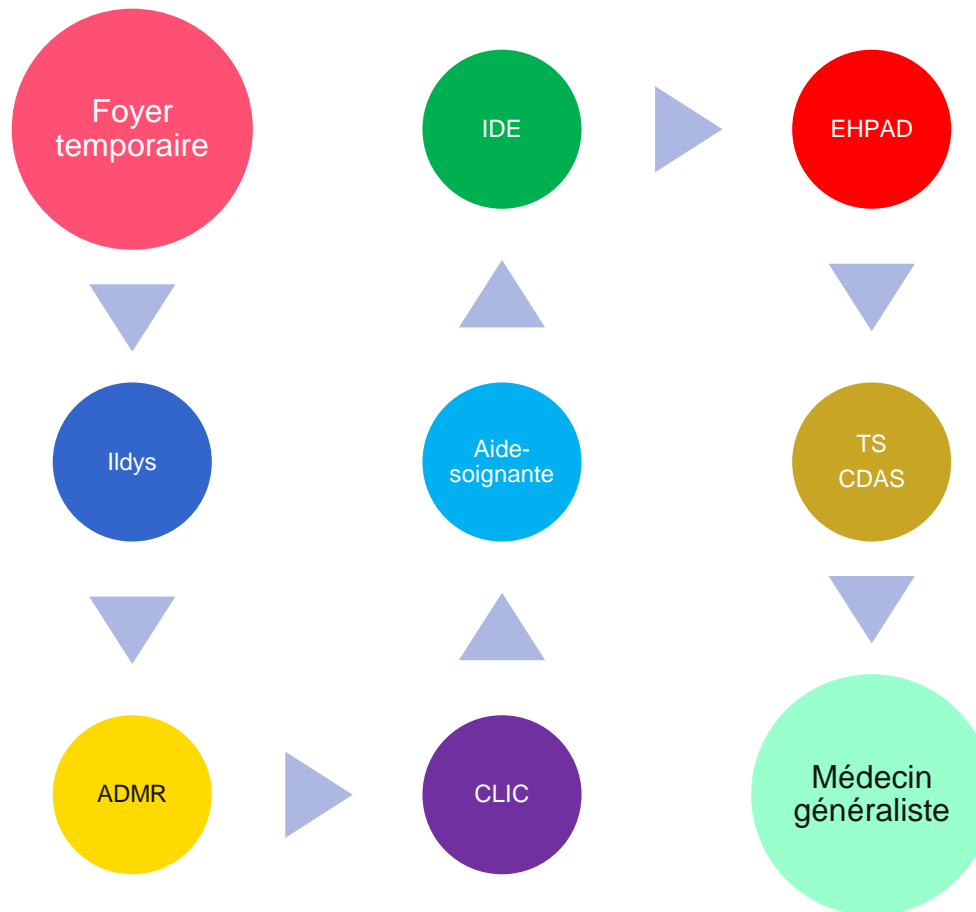 Foyer
temporaire
Ildys
ADMR
CLIC
Aide-
soignante
IDE
EHPAD
TS
CDAS
Médecin
généraliste